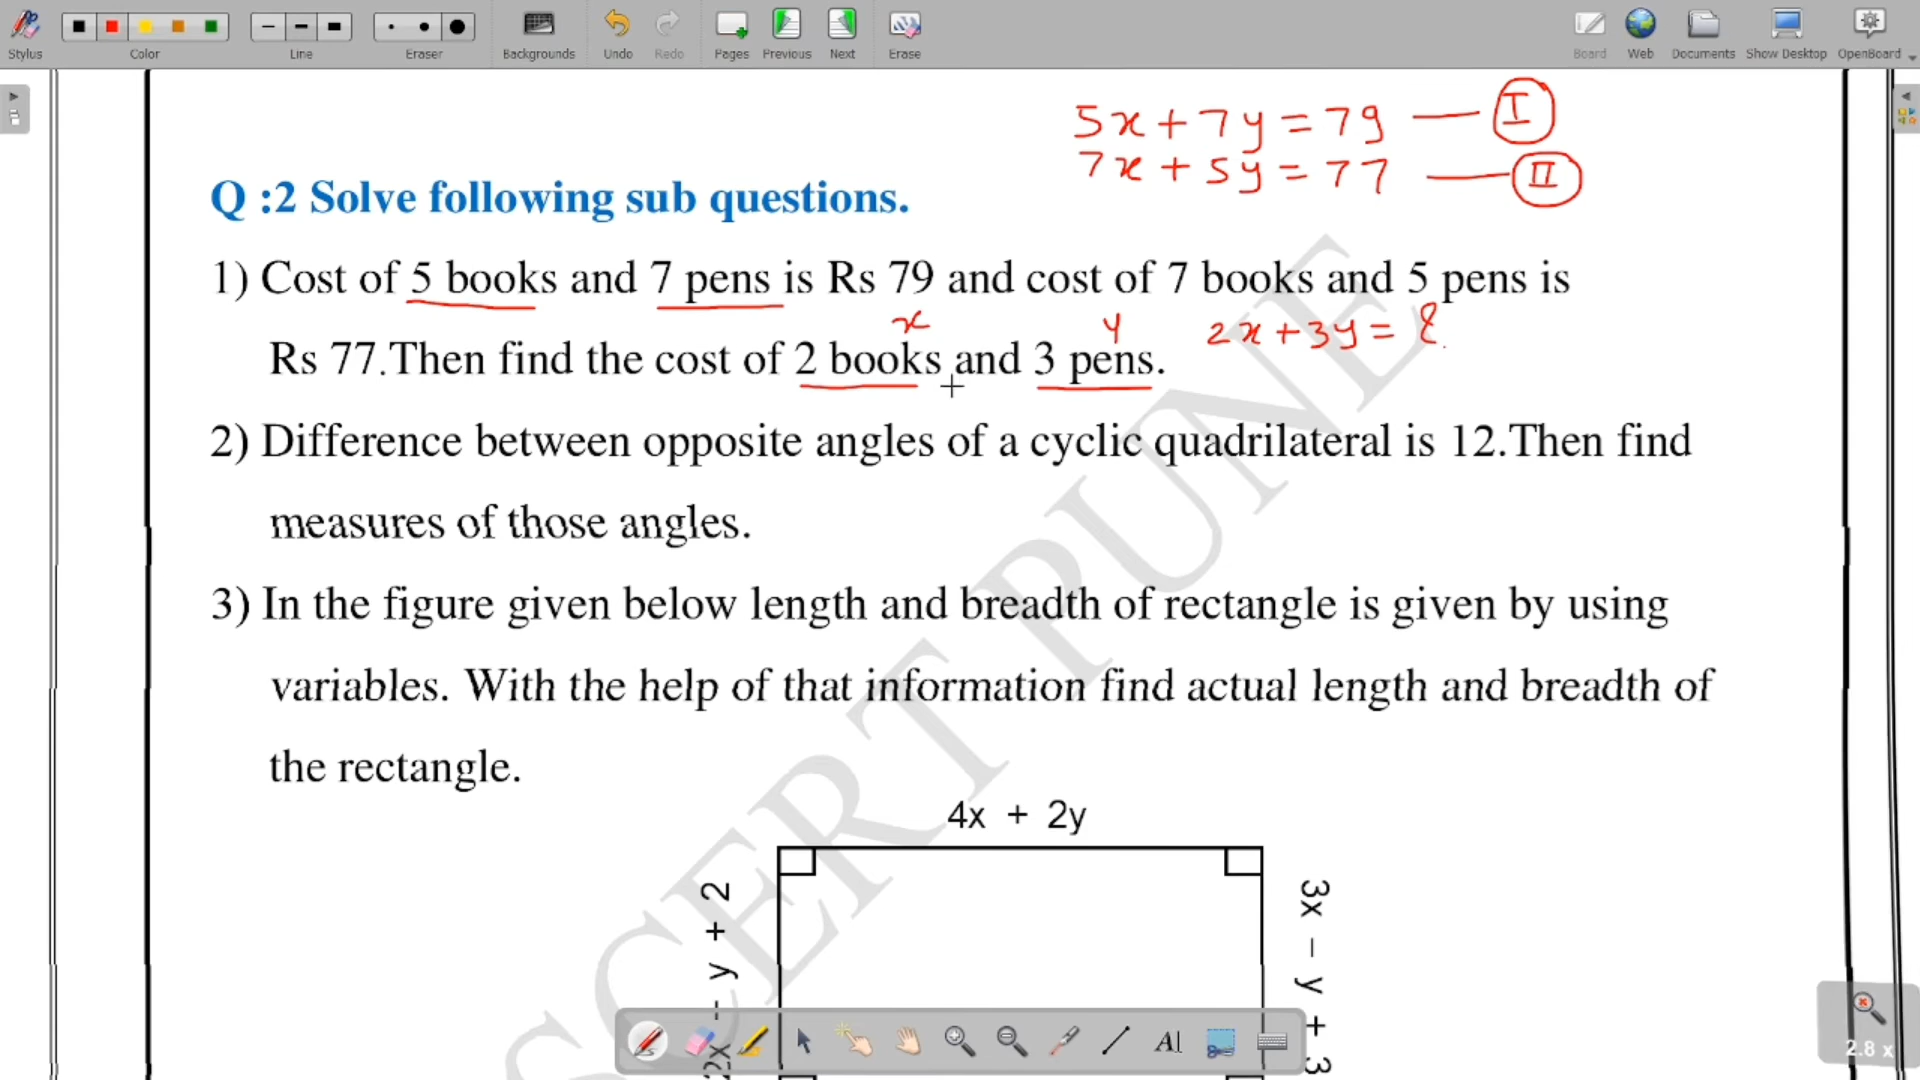 Stylus Color Line Eraser Backgrounds Undo Redo Pages Previous Next Erase Board Web Documents Show Desktop OpenBoard
5x + 7y = 79 — I
7x + 5y = 77 — II
Q :2 Solve following sub questions.
1) Cost of 5 books and 7 pens is Rs 79 and cost of 7 books and 5 pens is
x y 2x + 3y =
Rs 77.Then find the cost of 2 books and 3 pens.
2) Difference between opposite angles of a cyclic quadrilateral is 12.Then find
measures of those angles.
3) In the figure given below length and breadth of rectangle is given by using
variables. With the help of that information find actual length and breadth of
the rectangle.
4x + 2y
2x - y + 2
3x - y + 3
SCERT PUNE
2.8 x